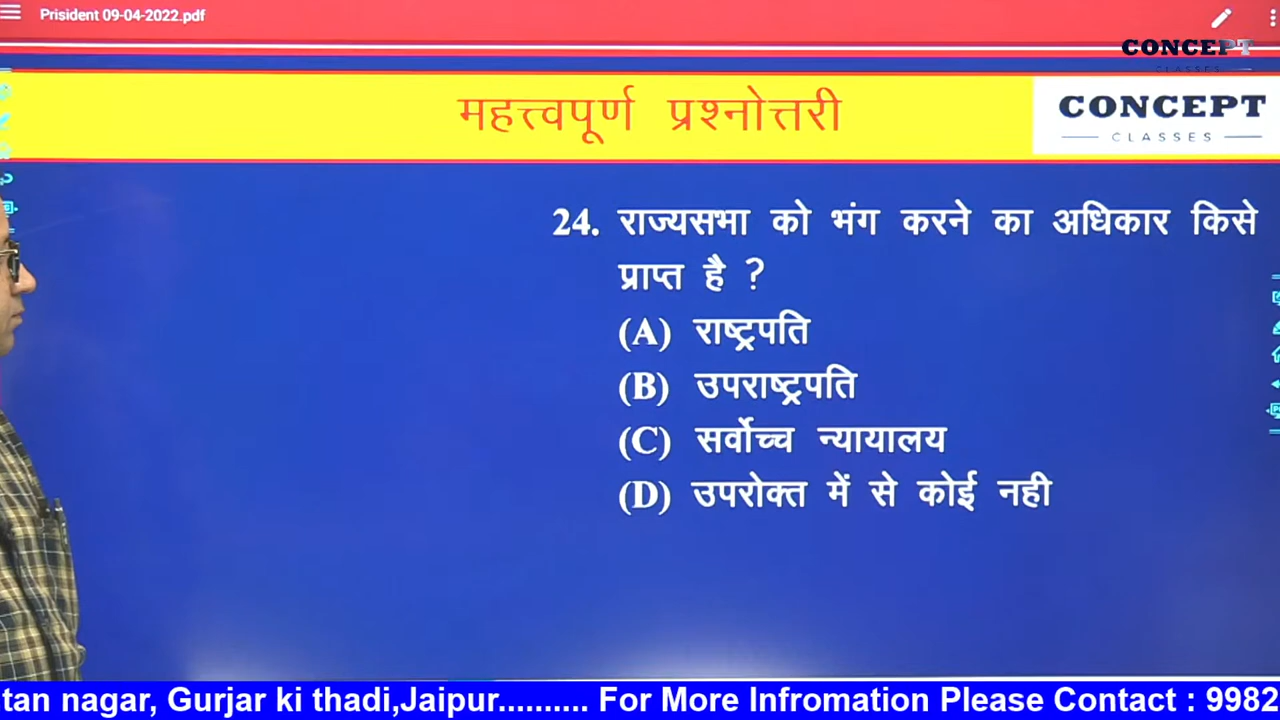 Prisident 09-04-2022.pdf
CONCEPT
CLASSES
महत्त्वपूर्ण प्रश्नोत्तरी
CONCEPT
CLASSES
24. राज्यसभा को भंग करने का अधिकार किसे
प्राप्त है ?
(A) राष्ट्रपति
(B) उपराष्ट्रपति
(C) सर्वोच्च न्यायालय
(D) उपरोक्त में से कोई नही
tan nagar, Gurjar ki thadi,Jaipur.......... For More Infromation Please Contact : 9982